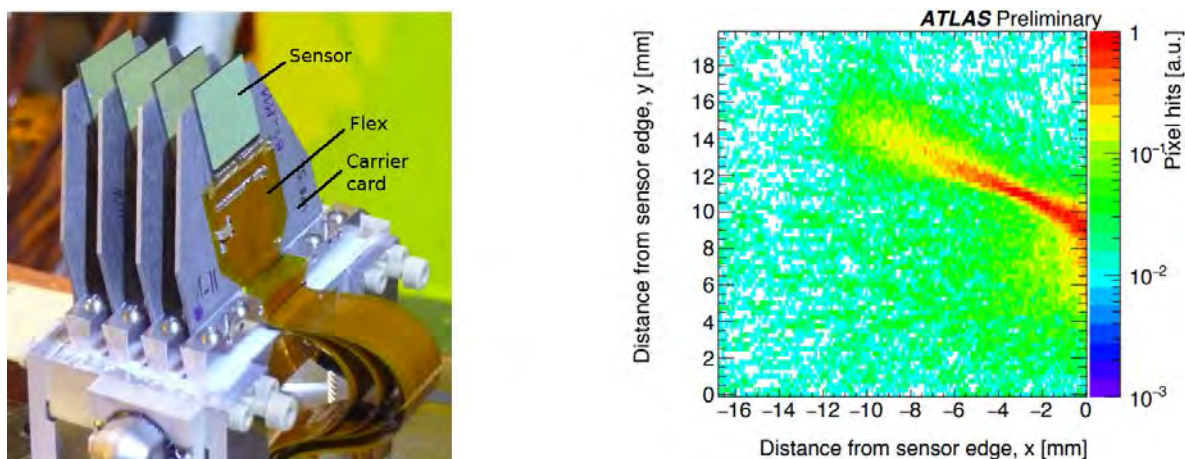 Sensor
Flex
Carrier
card
ATLAS Preliminary
Distance from sensor edge, y [mm]
18
16
14
12
10
8
6
4
2
0
−16 −14 −12 −10 −8 −6 −4 −2 0
Distance from sensor edge, x [mm]
1
10⁻¹
10⁻²
10⁻³
Pixel hits [a.u.]